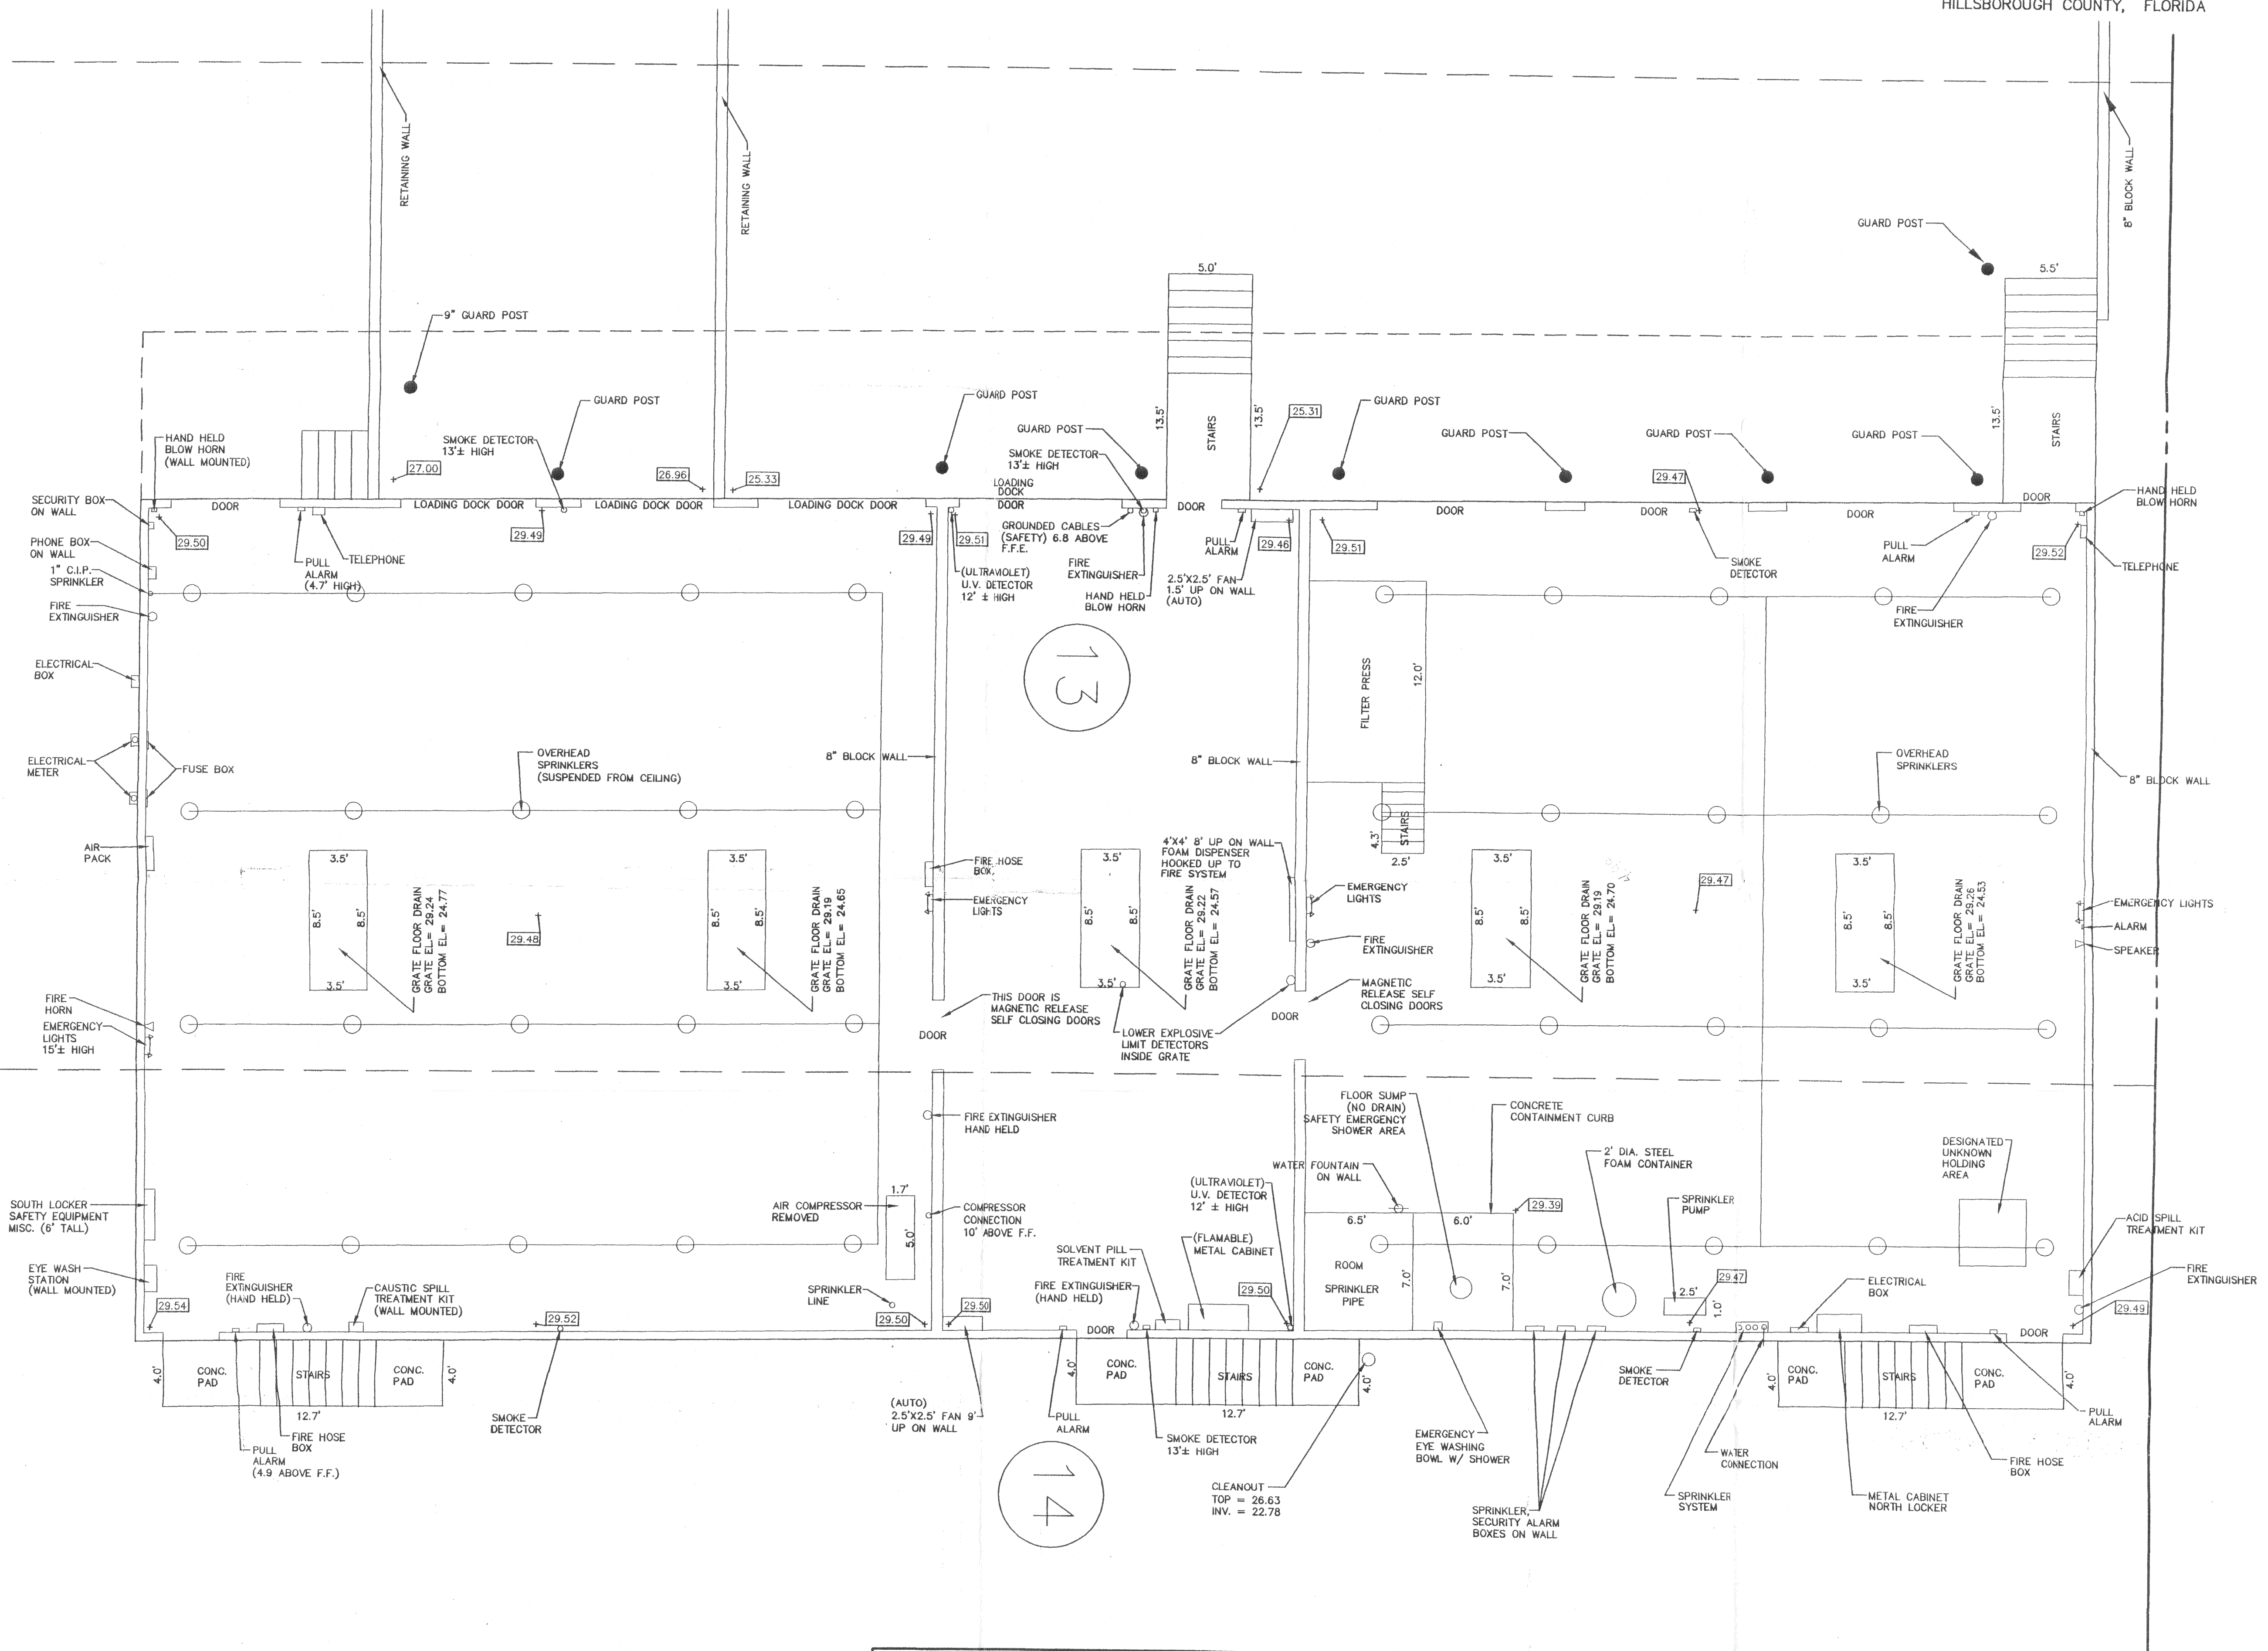 HILLSBOROUGH COUNTY, FLORIDA
RETAINING WALL
RETAINING WALL
8" BLOCK WALL
GUARD POST
5.0'
5.5'
9" GUARD POST
GUARD POST
GUARD POST
GUARD POST
GUARD POST
GUARD POST
GUARD POST
GUARD POST
13.5'
STAIRS
13.5'
25.31
13.5'
STAIRS
HAND HELD
BLOW HORN
(WALL MOUNTED)
SMOKE DETECTOR
13'± HIGH
SMOKE DETECTOR
13'± HIGH
27.00
26.96
25.33
29.47
SECURITY BOX
ON WALL
DOOR
LOADING DOCK DOOR
LOADING DOCK DOOR
LOADING DOCK DOOR
LOADING
DOCK
DOOR
DOOR
DOOR
DOOR
DOOR
DOOR
HAND HELD
BLOW HORN
29.50
29.49
29.49
29.51
GROUNDED CABLES
(SAFETY) 6.8 ABOVE
F.F.E.
PULL
ALARM
29.46
29.51
PULL
ALARM
29.52
PHONE BOX
ON WALL
PULL
ALARM
(4.7' HIGH)
TELEPHONE
1" C.I.P.
SPRINKLER
(ULTRAVIOLET)
U.V. DETECTOR
12' ± HIGH
FIRE
EXTINGUISHER
HAND HELD
BLOW HORN
2.5'X2.5' FAN
1.5' UP ON WALL
(AUTO)
SMOKE
DETECTOR
TELEPHONE
FIRE
EXTINGUISHER
FIRE
EXTINGUISHER
13
FILTER PRESS
12.0'
ELECTRICAL
BOX
ELECTRICAL
METER
FUSE BOX
OVERHEAD
SPRINKLERS
(SUSPENDED FROM CEILING)
8" BLOCK WALL
8" BLOCK WALL
OVERHEAD
SPRINKLERS
8" BLOCK WALL
AIR
PACK
4.3'
STAIRS
2.5'
3.5'
8.5'
8.5'
3.5'
GRATE FLOOR DRAIN
GRATE EL.= 29.24
BOTTOM EL.= 24.77
29.48
3.5'
8.5'
8.5'
3.5'
GRATE FLOOR DRAIN
GRATE EL.= 29.19
BOTTOM EL.= 24.65
FIRE HOSE
BOX
EMERGENCY
LIGHTS
3.5'
8.5'
8.5'
3.5'
GRATE FLOOR DRAIN
GRATE EL.= 29.22
BOTTOM EL.= 24.57
4'X4' 8' UP ON WALL
FOAM DISPENSER
HOOKED UP TO
FIRE SYSTEM
EMERGENCY
LIGHTS
FIRE
EXTINGUISHER
3.5'
8.5'
8.5'
3.5'
GRATE FLOOR DRAIN
GRATE EL.= 29.19
BOTTOM EL.= 24.70
29.47
3.5'
8.5'
8.5'
3.5'
GRATE FLOOR DRAIN
GRATE EL.= 29.26
BOTTOM EL.= 24.53
EMERGENCY LIGHTS
ALARM
SPEAKER
FIRE
HORN
EMERGENCY
LIGHTS
15'± HIGH
THIS DOOR IS
MAGNETIC RELEASE
SELF CLOSING DOORS
DOOR
LOWER EXPLOSIVE
LIMIT DETECTORS
INSIDE GRATE
DOOR
MAGNETIC
RELEASE SELF
CLOSING DOORS
FIRE EXTINGUISHER
HAND HELD
FLOOR SUMP
(NO DRAIN)
SAFETY EMERGENCY
SHOWER AREA
CONCRETE
CONTAINMENT CURB
2' DIA. STEEL
FOAM CONTAINER
DESIGNATED
UNKNOWN
HOLDING
AREA
WATER FOUNTAIN
ON WALL
SOUTH LOCKER
SAFETY EQUIPMENT
MISC. (6' TALL)
AIR COMPRESSOR
REMOVED
1.7'
5.0'
COMPRESSOR
CONNECTION
10' ABOVE F.F.
(ULTRAVIOLET)
U.V. DETECTOR
12' ± HIGH
29.39
SPRINKLER
PUMP
ACID SPILL
TREATMENT KIT
6.5'
6.0'
(FLAMABLE)
METAL CABINET
SOLVENT PILL
TREATMENT KIT
ROOM
SPRINKLER
PIPE
7.0'
7.0'
EYE WASH
STATION
(WALL MOUNTED)
FIRE
EXTINGUISHER
(HAND HELD)
CAUSTIC SPILL
TREATMENT KIT
(WALL MOUNTED)
SPRINKLER
LINE
FIRE EXTINGUISHER
(HAND HELD)
29.50
2.5'
1.0'
29.47
ELECTRICAL
BOX
FIRE
EXTINGUISHER
29.54
29.52
29.50
29.50
29.49
DOOR
DOOR
4.0'
CONC.
PAD
STAIRS
CONC.
PAD
4.0'
12.7'
4.0'
CONC.
PAD
STAIRS
CONC.
PAD
4.0'
12.7'
SMOKE
DETECTOR
4.0'
CONC.
PAD
STAIRS
CONC.
PAD
4.0'
12.7'
PULL
ALARM
(4.9 ABOVE F.F.)
FIRE HOSE
BOX
SMOKE
DETECTOR
(AUTO)
2.5'X2.5' FAN 9'
UP ON WALL
PULL
ALARM
SMOKE DETECTOR
13'± HIGH
EMERGENCY
EYE WASHING
BOWL W/ SHOWER
WATER
CONNECTION
PULL
ALARM
FIRE HOSE
BOX
14
CLEANOUT
TOP = 26.63
INV. = 22.78
SPRINKLER,
SECURITY ALARM
BOXES ON WALL
SPRINKLER
SYSTEM
METAL CABINET
NORTH LOCKER